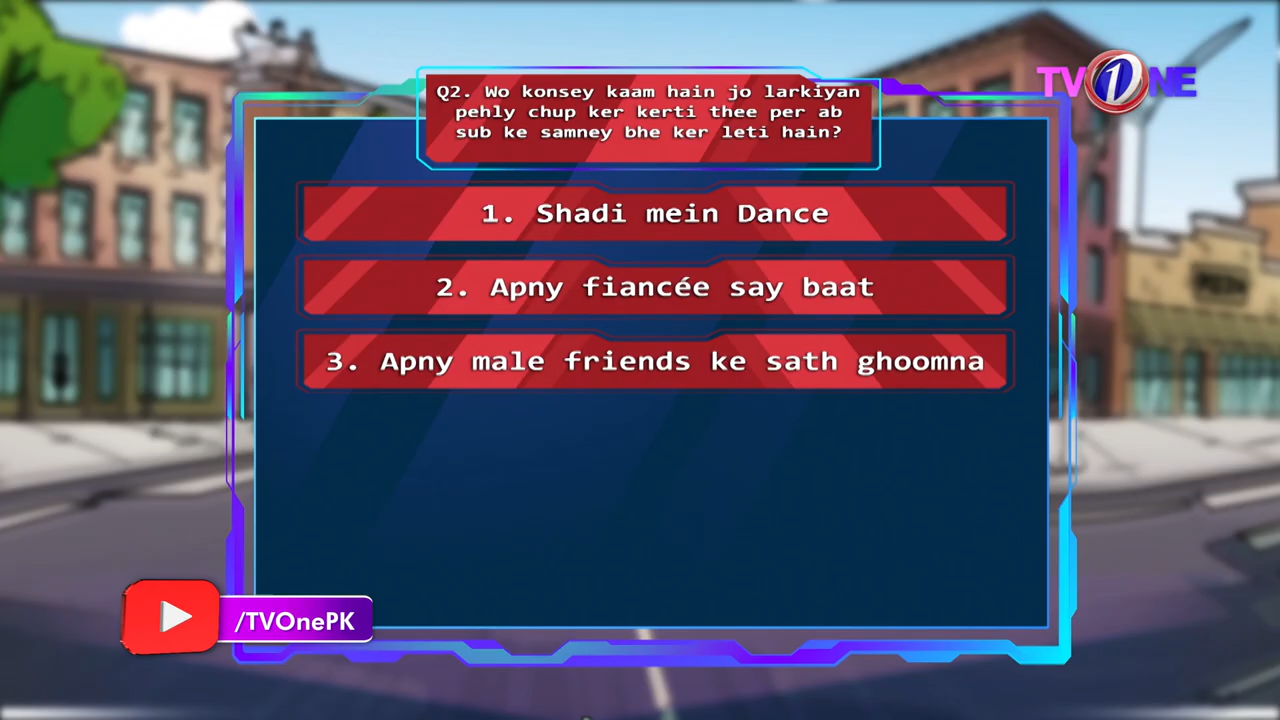 TV ONE
Q2. Wo konsey kaam hain jo larkiyan
pehly chup ker kerti thee per ab
sub ke samney bhe ker leti hain?
1. Shadi mein Dance
2. Apny fiancée say baat
3. Apny male friends ke sath ghoomna
/TVOnePK